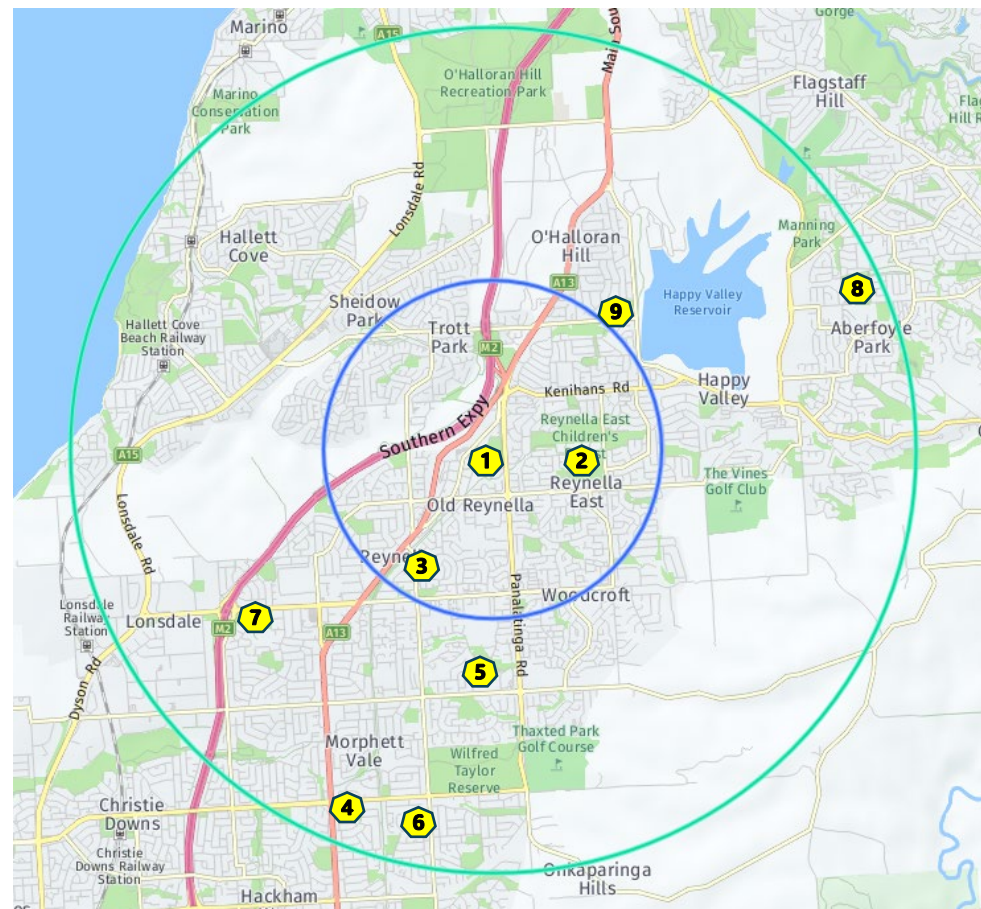 Marino
A15
Sou
Mai
Gorge
O'Halloran Hill
Recreation Park
Flagstaff
Hill
Marino
Conservation
Park
Flag
Hill R
Lonsdale Rd
Hallett
Cove
O'Halloran
Hill
Manning
Park
A13
8
Happy Valley
Reservoir
Sheidow
Park
9
Hallett Cove
Beach Railway
Station
Trott
Park
M2
Aberfoyle
Park
Kenihans Rd
Happy
Valley
Southern Expy
Reynella East
Children's
A15
1
2
Reynella
East
The Vines
Golf Club
Old Reynella
Lonsdale Rd
3
Panalatinga Rd
Woodcroft
Lonsdale
Railway
Station
Lonsdale
7
M2
A13
Dyson Rd
5
Morphett
Vale
Thaxted Park
Golf Course
Wilfred
Taylor
Reserve
Christie
Downs
4
6
Christie
Downs Railway
Station
Onkaparinga
Hills
Hackham